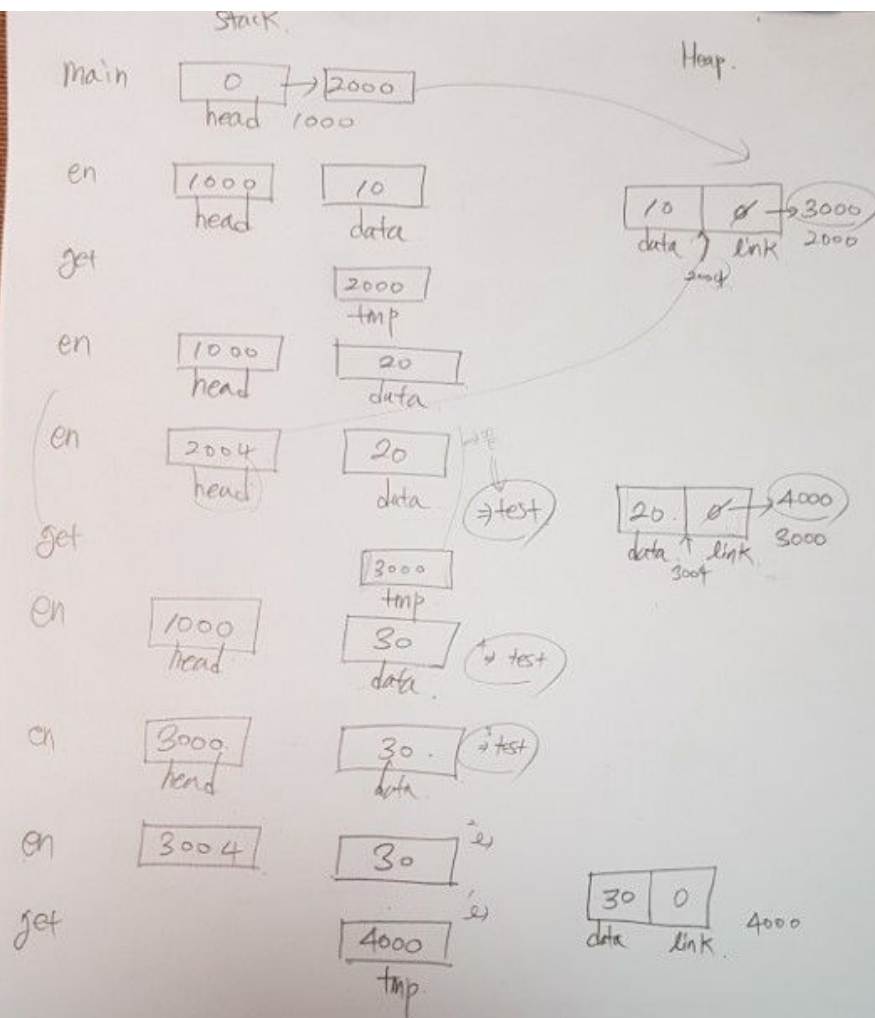 Stack.
Heap.
main 0 → 2000
head 1000
en 1000 10
head data
10 0 → 3000
data link 2000
2004
get 2000
tmp
en 1000 20
head data
en 2004 20
head data
⇒ test
20. 0 → 4000
data link 3000
3004
get 3000
tmp
en 1000 30
head data.
⇒ test
en 3000. 30.
head data.
⇒ test
en 3004 30
30 0
data link. 4000
get 4000
tmp.